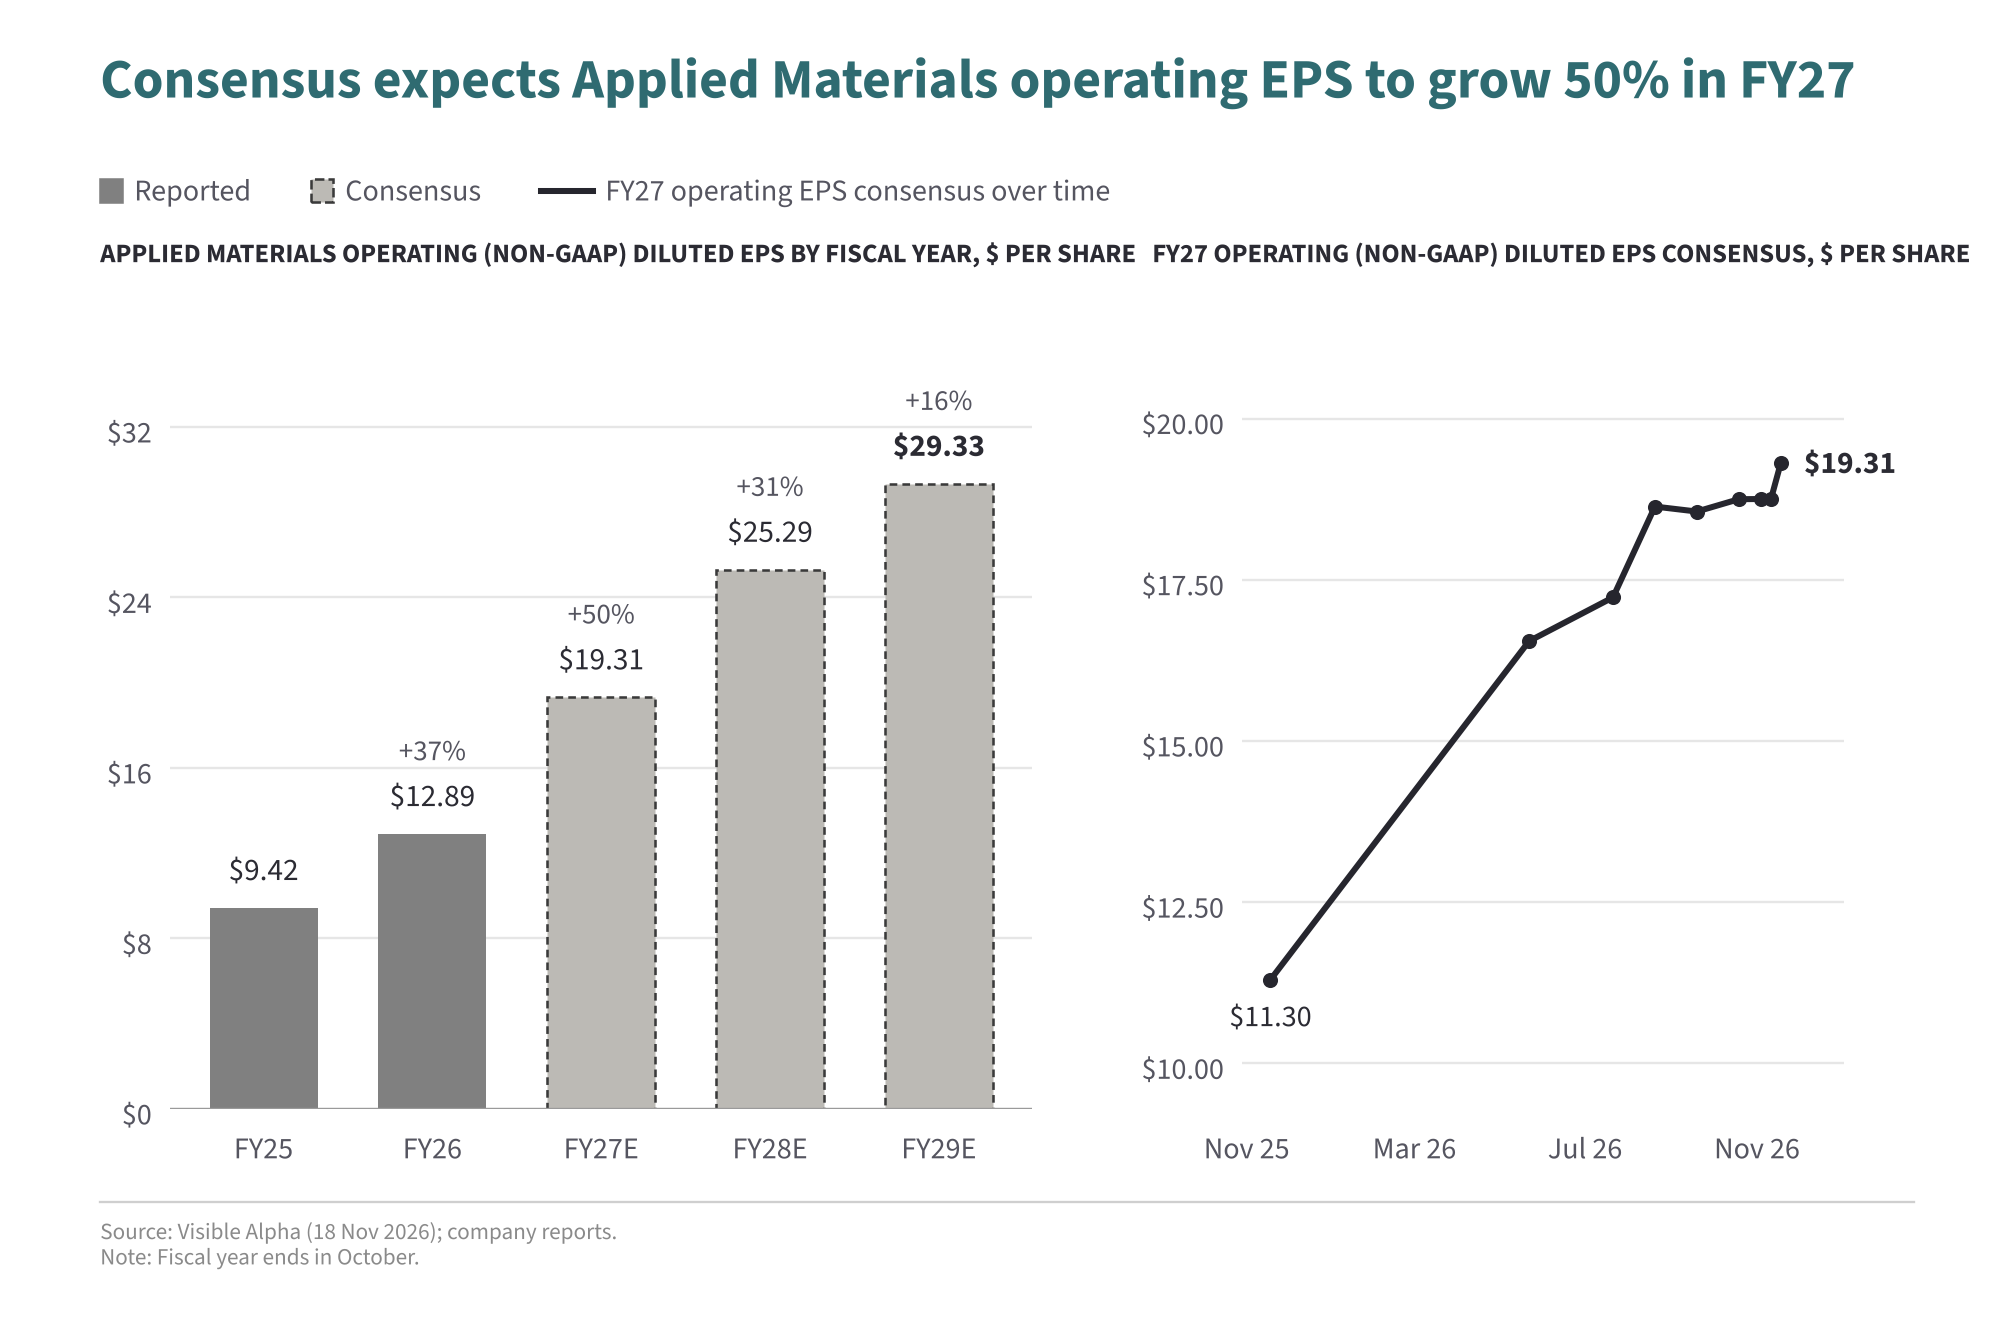 Consensus expects Applied Materials operating EPS to grow 50% in FY27
Reported
Consensus
FY27 operating EPS consensus over time
APPLIED MATERIALS OPERATING (NON-GAAP) DILUTED EPS BY FISCAL YEAR, $ PER SHARE
$32
$24
$16
$8
$0
$9.42
+37%
$12.89
+50%
$19.31
+31%
$25.29
+16%
$29.33
FY25
FY26
FY27E
FY28E
FY29E
FY27 OPERATING (NON-GAAP) DILUTED EPS CONSENSUS, $ PER SHARE
$20.00
$17.50
$15.00
$12.50
$10.00
$11.30
$19.31
Nov 25
Mar 26
Jul 26
Nov 26
Source: Visible Alpha (18 Nov 2026); company reports.
Note: Fiscal year ends in October.